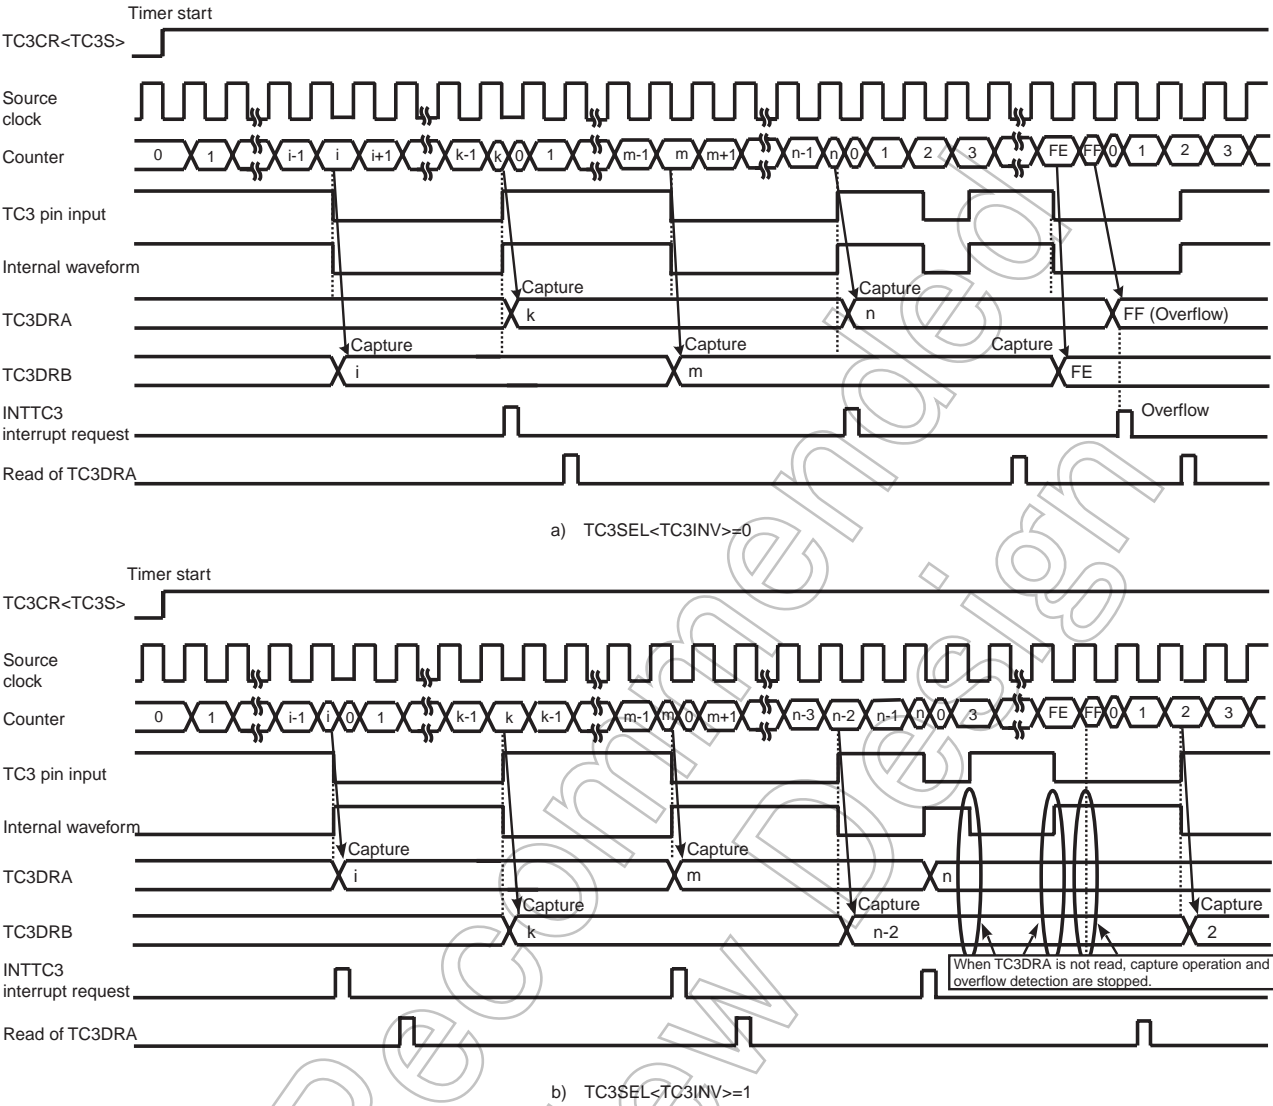 Timer start
TC3CR<TC3S>
Source
clock
Counter 0 1 i-1 i i+1 k-1 k 0 1 m-1 m m+1 n-1 n 0 1 2 3 FE FF 0 1 2 3
TC3 pin input
Internal waveform
Capture Capture
TC3DRA k n FF (Overflow)
Capture Capture Capture
TC3DRB i m FE
INTTC3
interrupt request Overflow
Read of TC3DRA
a) TC3SEL<TC3INV>=0
Timer start
TC3CR<TC3S>
Source
clock
Counter 0 1 i-1 i 0 1 k-1 k k-1 m-1 m 0 m+1 n-3 n-2 n-1 n 0 3 FE FF 0 1 2 3
TC3 pin input
Internal waveform
Capture Capture
TC3DRA i m n
Capture Capture Capture
TC3DRB k n-2 2
INTTC3
interrupt request
When TC3DRA is not read, capture operation and
overflow detection are stopped.
Read of TC3DRA
b) TC3SEL<TC3INV>=1
Recommended
Design